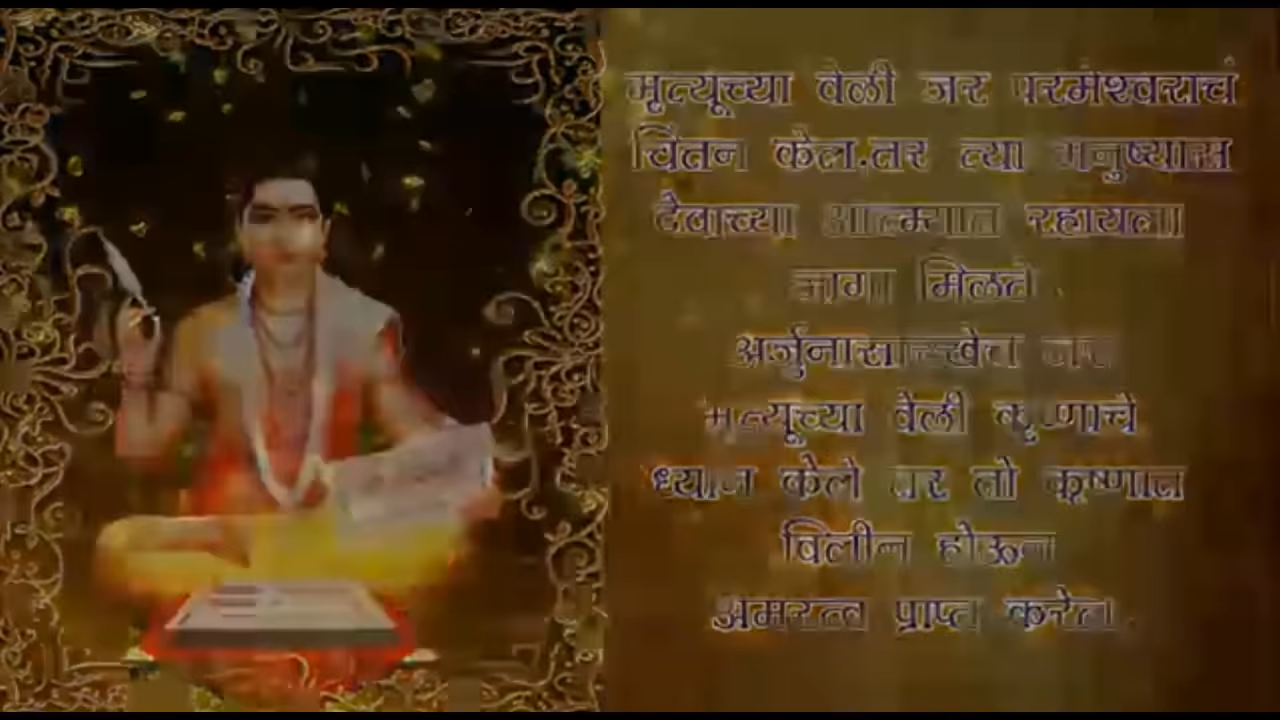 मृत्यूच्या वेळी जर परमेश्वराचं
चिंतन केलं.तर त्या मनुष्यास
देवाच्या आत्म्यात रहायला
जागा मिळते .
अर्जुनासारखेच जर
मृत्यूच्या वेळी कृष्णाचे
ध्यान केले तर तो कृष्णात
विलीन होऊन
अमरत्व प्राप्त करेल .